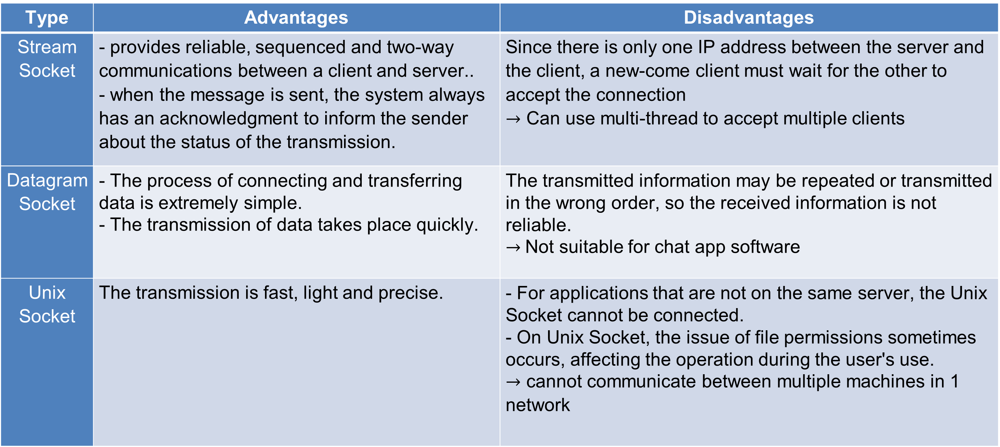 Type
Advantages
Disadvantages
Stream
Socket
- provides reliable, sequenced and two-way
communications between a client and server..
- when the message is sent, the system always
has an acknowledgment to inform the sender
about the status of the transmission.
Since there is only one IP address between the server and
the client, a new-come client must wait for the other to
accept the connection
→ Can use multi-thread to accept multiple clients
Datagram
Socket
- The process of connecting and transferring
data is extremely simple.
- The transmission of data takes place quickly.
The transmitted information may be repeated or transmitted
in the wrong order, so the received information is not
reliable.
→ Not suitable for chat app software
Unix
Socket
The transmission is fast, light and precise.
- For applications that are not on the same server, the Unix
Socket cannot be connected.
- On Unix Socket, the issue of file permissions sometimes
occurs, affecting the operation during the user's use.
→ cannot communicate between multiple machines in 1
network